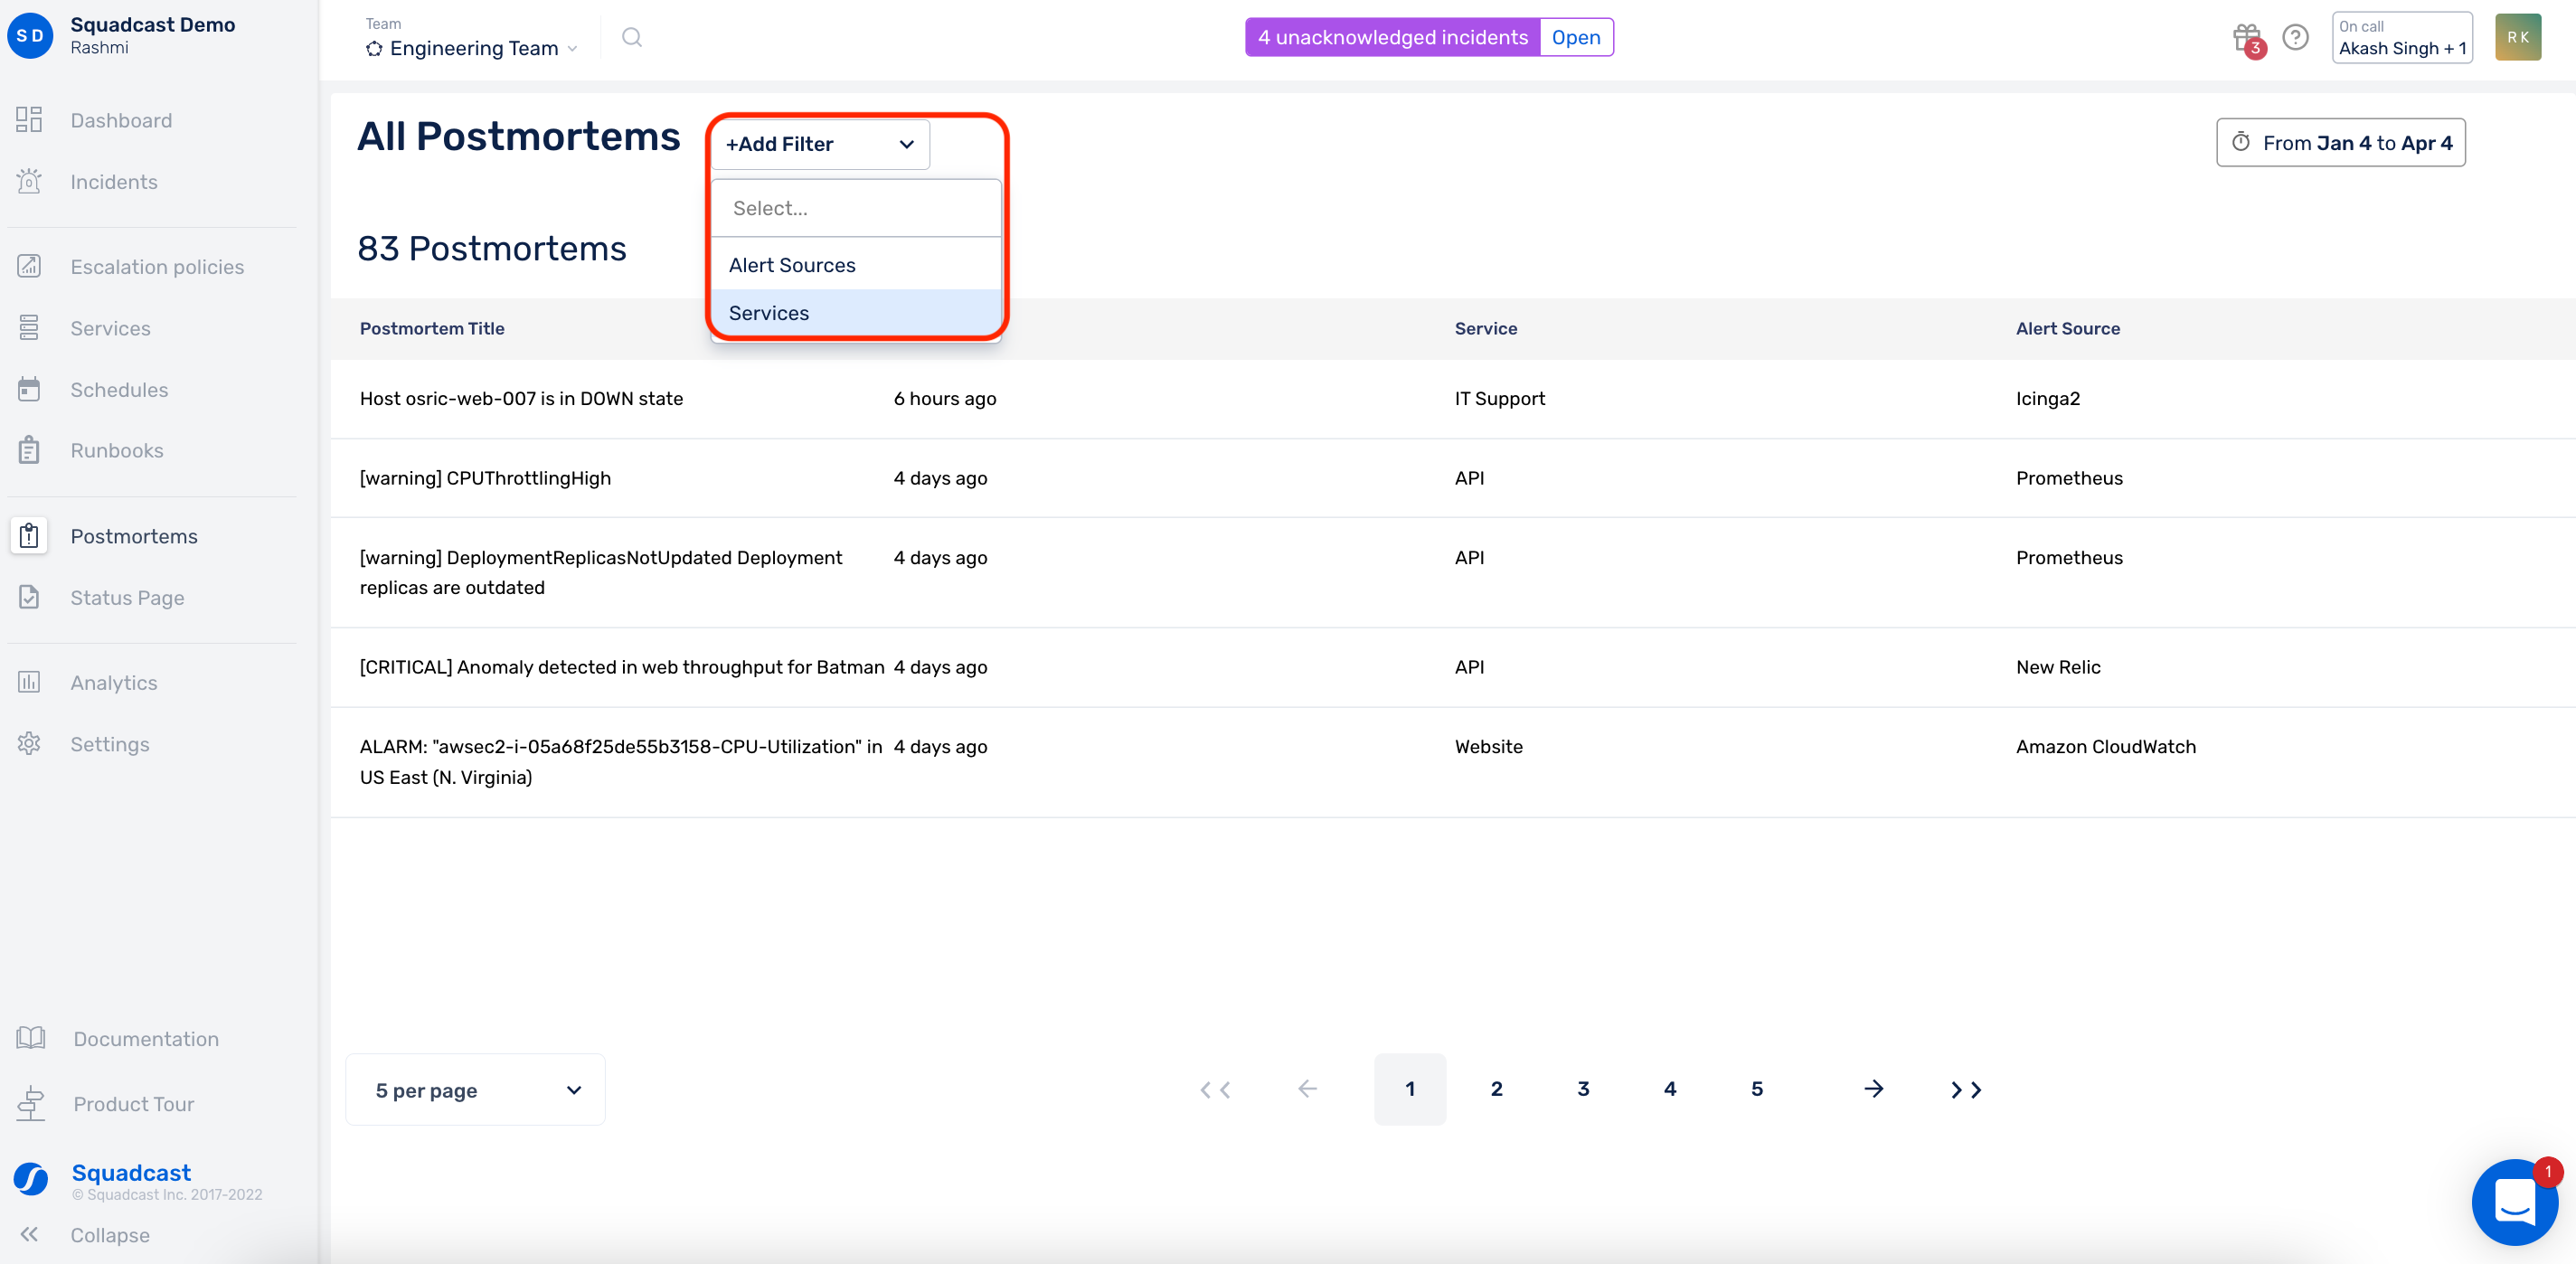 S D
Squadcast Demo
Rashmi
Dashboard
Incidents
Escalation policies
Services
Schedules
Runbooks
Postmortems
Status Page
Analytics
Settings
Documentation
Product Tour
Squadcast
© Squadcast Inc. 2017-2022
Collapse
Team
Engineering Team
4 unacknowledged incidents Open
3
On call
Akash Singh + 1
R K
All Postmortems
+Add Filter
From Jan 4 to Apr 4
Select...
83 Postmortems
Alert Sources
Services
Postmortem Title Service Alert Source
Host osric-web-007 is in DOWN state 6 hours ago IT Support Icinga2
[warning] CPUThrottlingHigh 4 days ago API Prometheus
[warning] DeploymentReplicasNotUpdated Deployment 4 days ago API Prometheus
replicas are outdated
[CRITICAL] Anomaly detected in web throughput for Batman 4 days ago API New Relic
ALARM: "awsec2-i-05a68f25de55b3158-CPU-Utilization" in 4 days ago Website Amazon CloudWatch
US East (N. Virginia)
5 per page
1 2 3 4 5
1